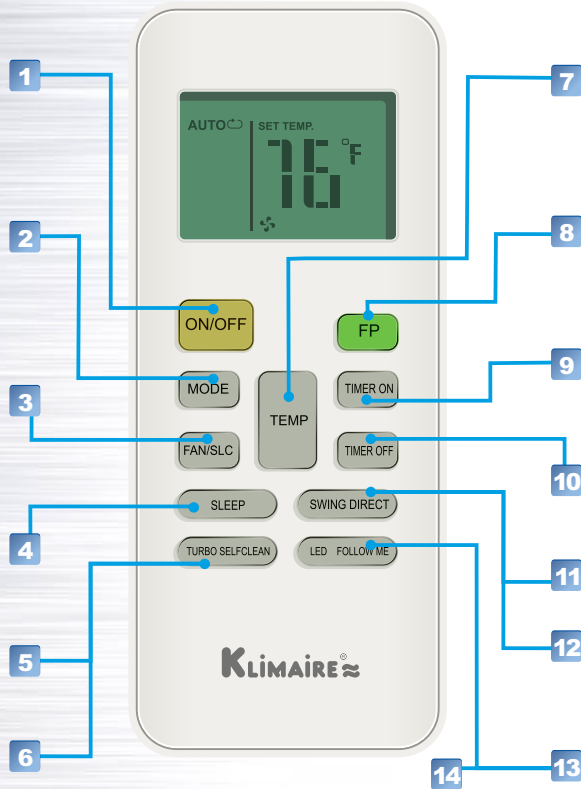 1
7
AUTO SET TEMP.
76 °F
2
8
ON/OFF
FP
9
MODE
TEMP
TIMER ON
3
FAN/SLC
TIMER OFF
10
SLEEP
SWING DIRECT
4
TURBO SELFCLEAN
LED FOLLOW ME
11
12
5
KLIMAIRE®
6
14
13